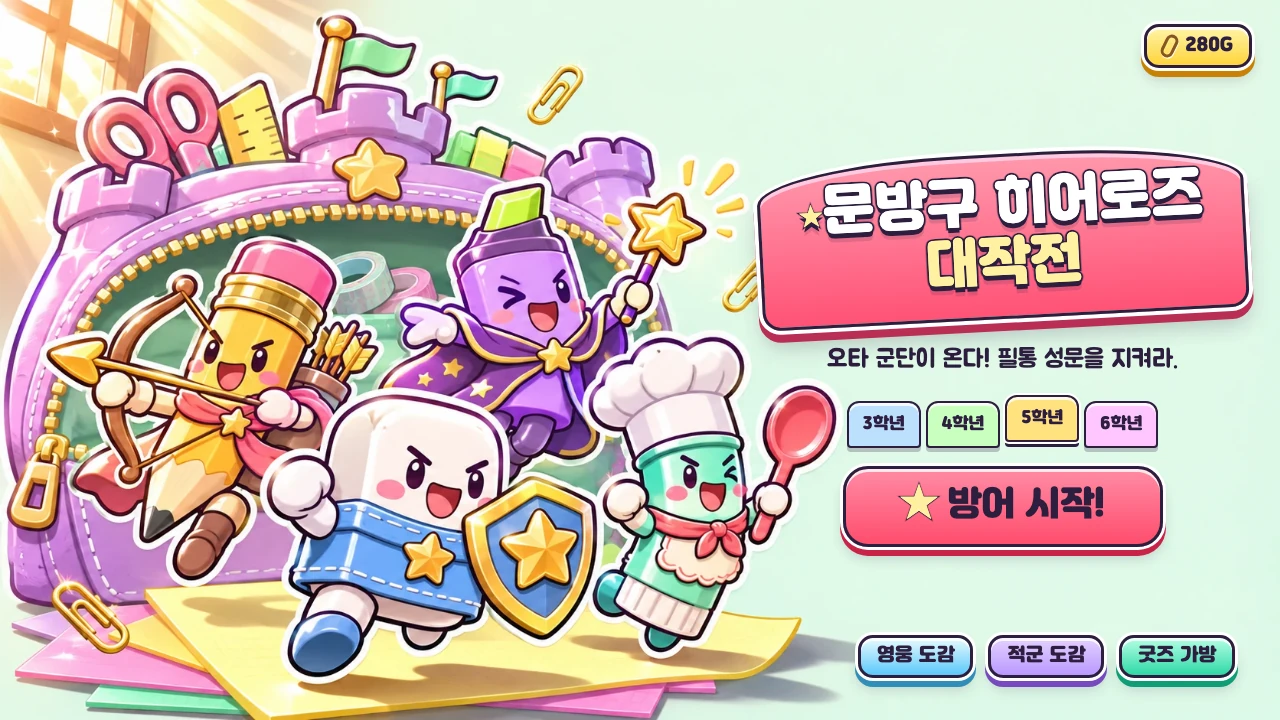 280G
문방구 히어로즈
대작전
오타 군단이 온다! 필통 성문을 지켜라.
3학년 4학년 5학년 6학년
방어 시작!
영웅 도감 적군 도감 굿즈 가방